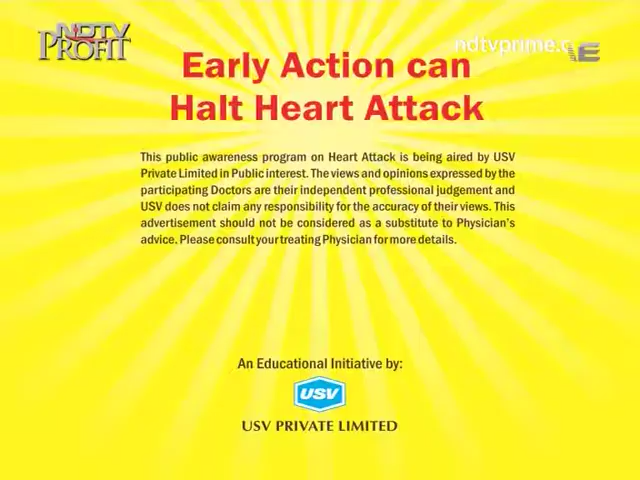 NDTV
PROFIT
ndtvprime.c
Early Action can
Halt Heart Attack
This public awareness program on Heart Attack is being aired by USV
Private Limited in Public interest. The views and opinions expressed by the
participating Doctors are their independent professional judgement and
USV does not claim any responsibility for the accuracy of their views. This
advertisement should not be considered as a substitute to Physician's
advice. Please consult your treating Physician for more details.
An Educational Initiative by:
USV
USV PRIVATE LIMITED